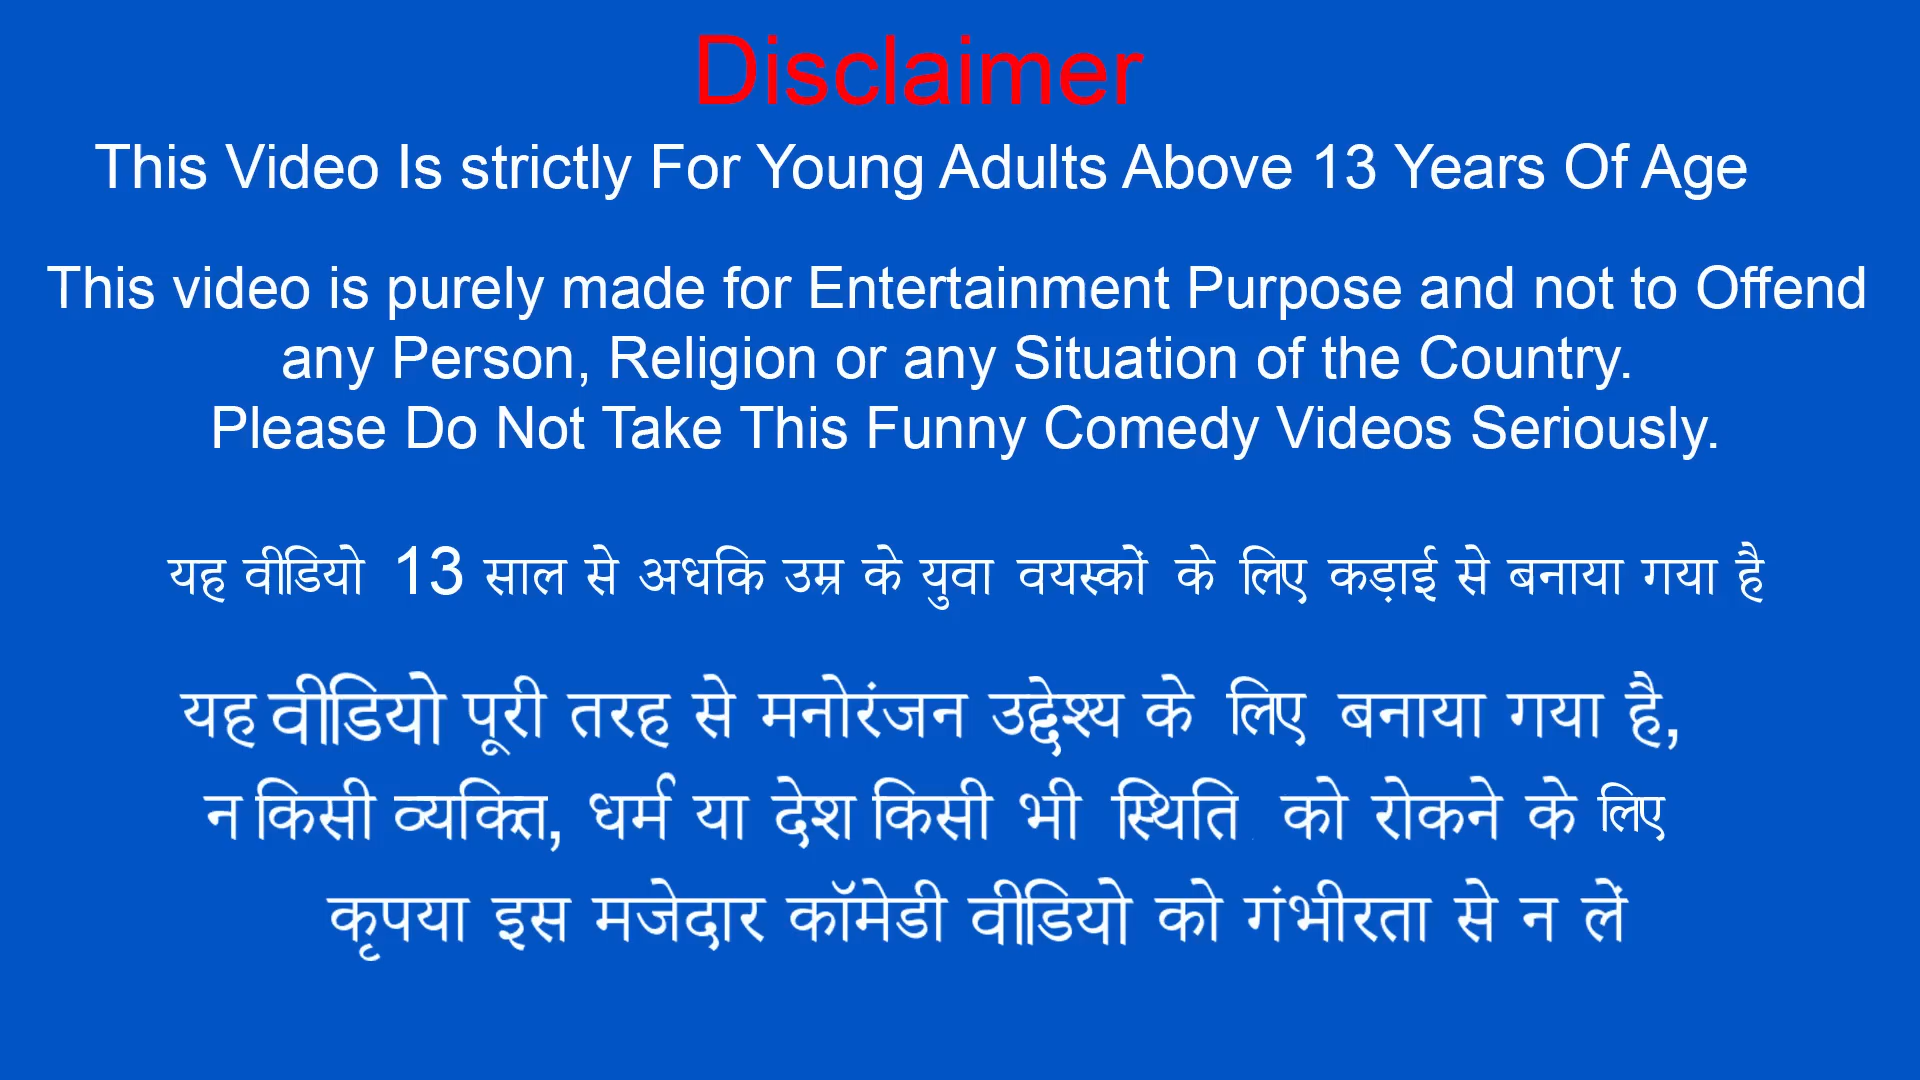 Disclaimer
This Video Is strictly For Young Adults Above 13 Years Of Age
This video is purely made for Entertainment Purpose and not to Offend
any Person, Religion or any Situation of the Country.
Please Do Not Take This Funny Comedy Videos Seriously.
यह वीडियो 13 साल से अधकि उम्र के युवा वयस्कों के लिए कड़ाई से बनाया गया है
यह वीडियो पूरी तरह से मनोरंजन उद्देश्य के लिए बनाया गया है,
न किसी व्यक्ति, धर्म या देश किसी भी स्थिति को रोकने के लिए
कृपया इस मजेदार कॉमेडी वीडियो को गंभीरता से न लें